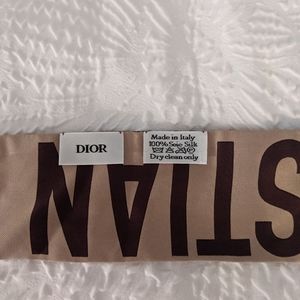 DIOR
Made in Italy
100% Soie Silk
Dry clean only
STIAN